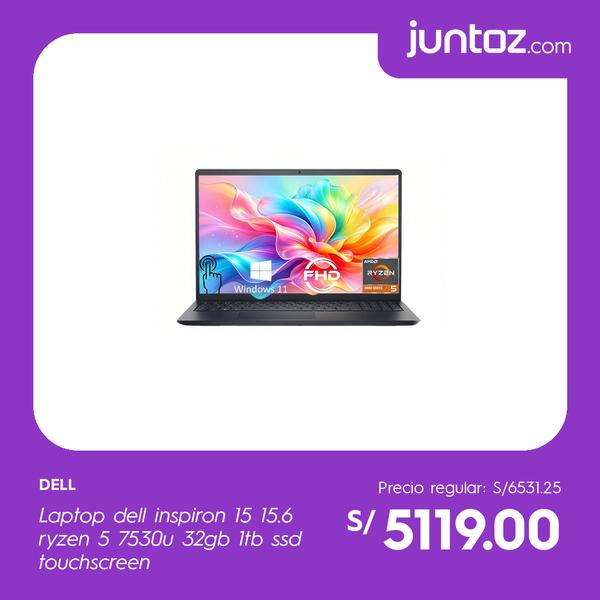 juntoz.com
Windows 11
FHD
AMD
RYZEN
5
DELL
Laptop dell inspiron 15 15.6
ryzen 5 7530u 32gb 1tb ssd
touchscreen
Precio regular: S/6531.25
S/ 5119.00